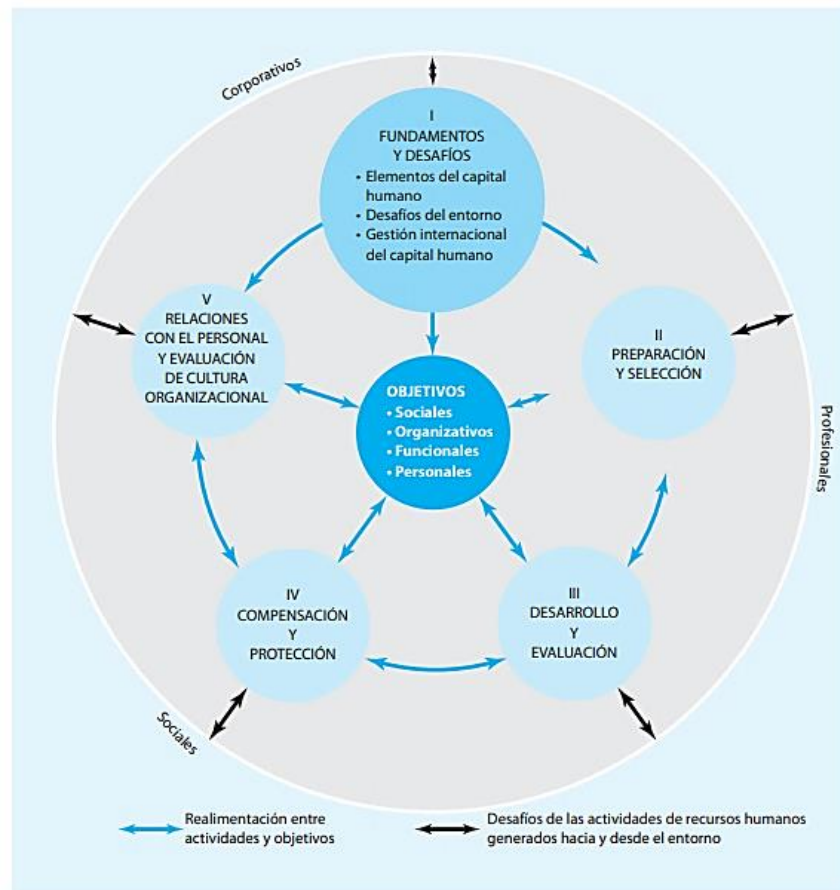 Corporativos
I
FUNDAMENTOS
Y DESAFÍOS
• Elementos del capital
humano
• Desafíos del entorno
• Gestión internacional
del capital humano
V
RELACIONES
CON EL PERSONAL
Y EVALUACIÓN
DE CULTURA
ORGANIZACIONAL
II
PREPARACIÓN
Y SELECCIÓN
OBJETIVOS
• Sociales
• Organizativos
• Funcionales
• Personales
Profesionales
IV
COMPENSACIÓN
Y
PROTECCIÓN
III
DESARROLLO
Y
EVALUACIÓN
Sociales
Realimentación entre
actividades y objetivos
Desafíos de las actividades de recursos humanos
generados hacia y desde el entorno